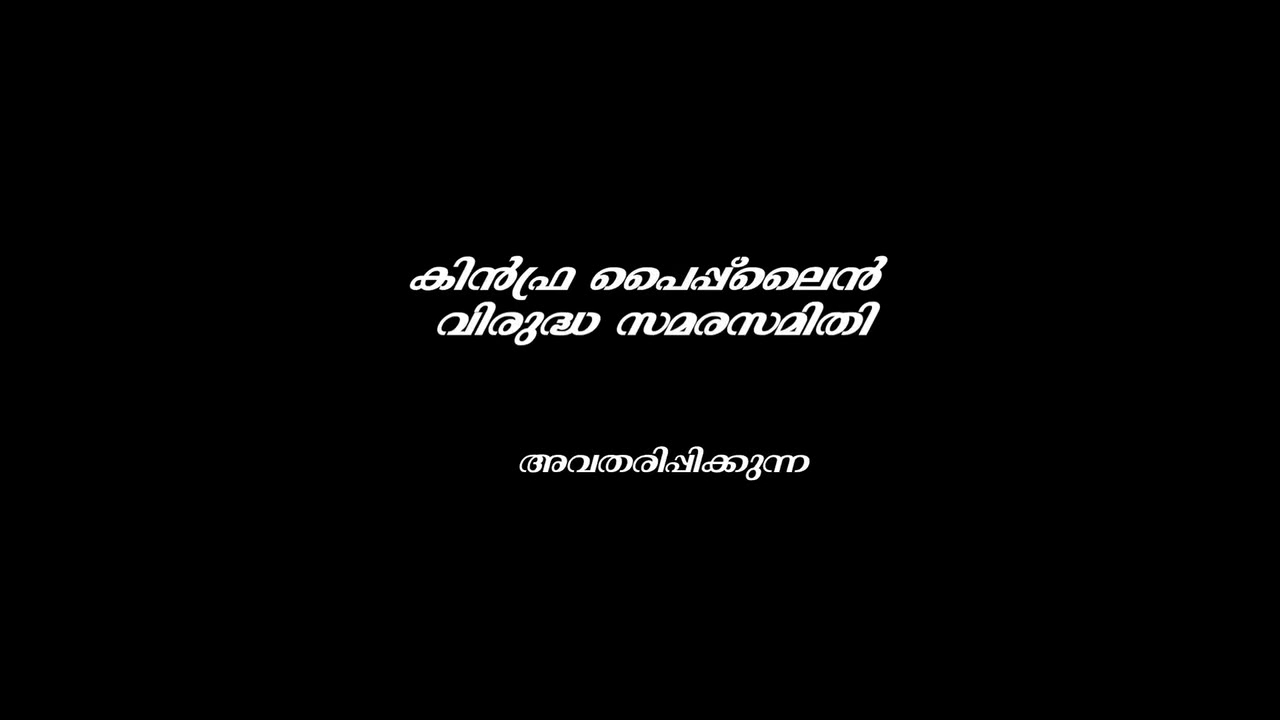 കിൻഫ്ര പൈപ്പ്ലൈൻ
വിരുദ്ധ സമരസമിതി
അവതരിപ്പിക്കുന്ന